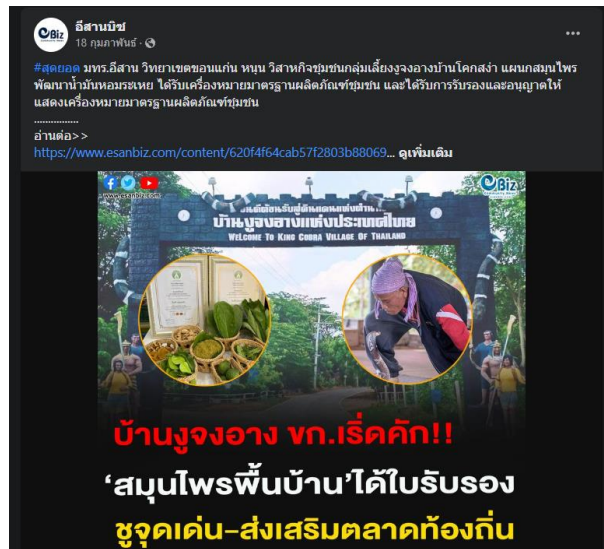 อีสานบิซ
18 กุมภาพันธ์ ·
#สุดยอด มทร.อีสาน วิทยาเขตขอนแก่น หนุน วิสาหกิจชุมชนกลุ่มเลี้ยงงูจงอางบ้านโคกสง่า แผนกสมุนไพร
พัฒนาน้ำมันหอมระเหย ได้รับเครื่องหมายมาตรฐานผลิตภัณฑ์ชุมชน และได้รับการรับรองและอนุญาตให้
แสดงเครื่องหมายมาตรฐานผลิตภัณฑ์ชุมชน
...............
อ่านต่อ>>
https://www.esanbiz.com/content/620f4f64cab57f2803b88069... ดูเพิ่มเติม
www.esanbiz.com
Biz
บ้านงูจงอางแห่งประเทศไทย
WELCOME TO KING COBRA VILLAGE OF THAILAND
บ้านงูจงอาง ขก.เริ่ดคัก!!
'สมุนไพรพื้นบ้าน'ได้ใบรับรอง
ชูจุดเด่น-ส่งเสริมตลาดท้องถิ่น